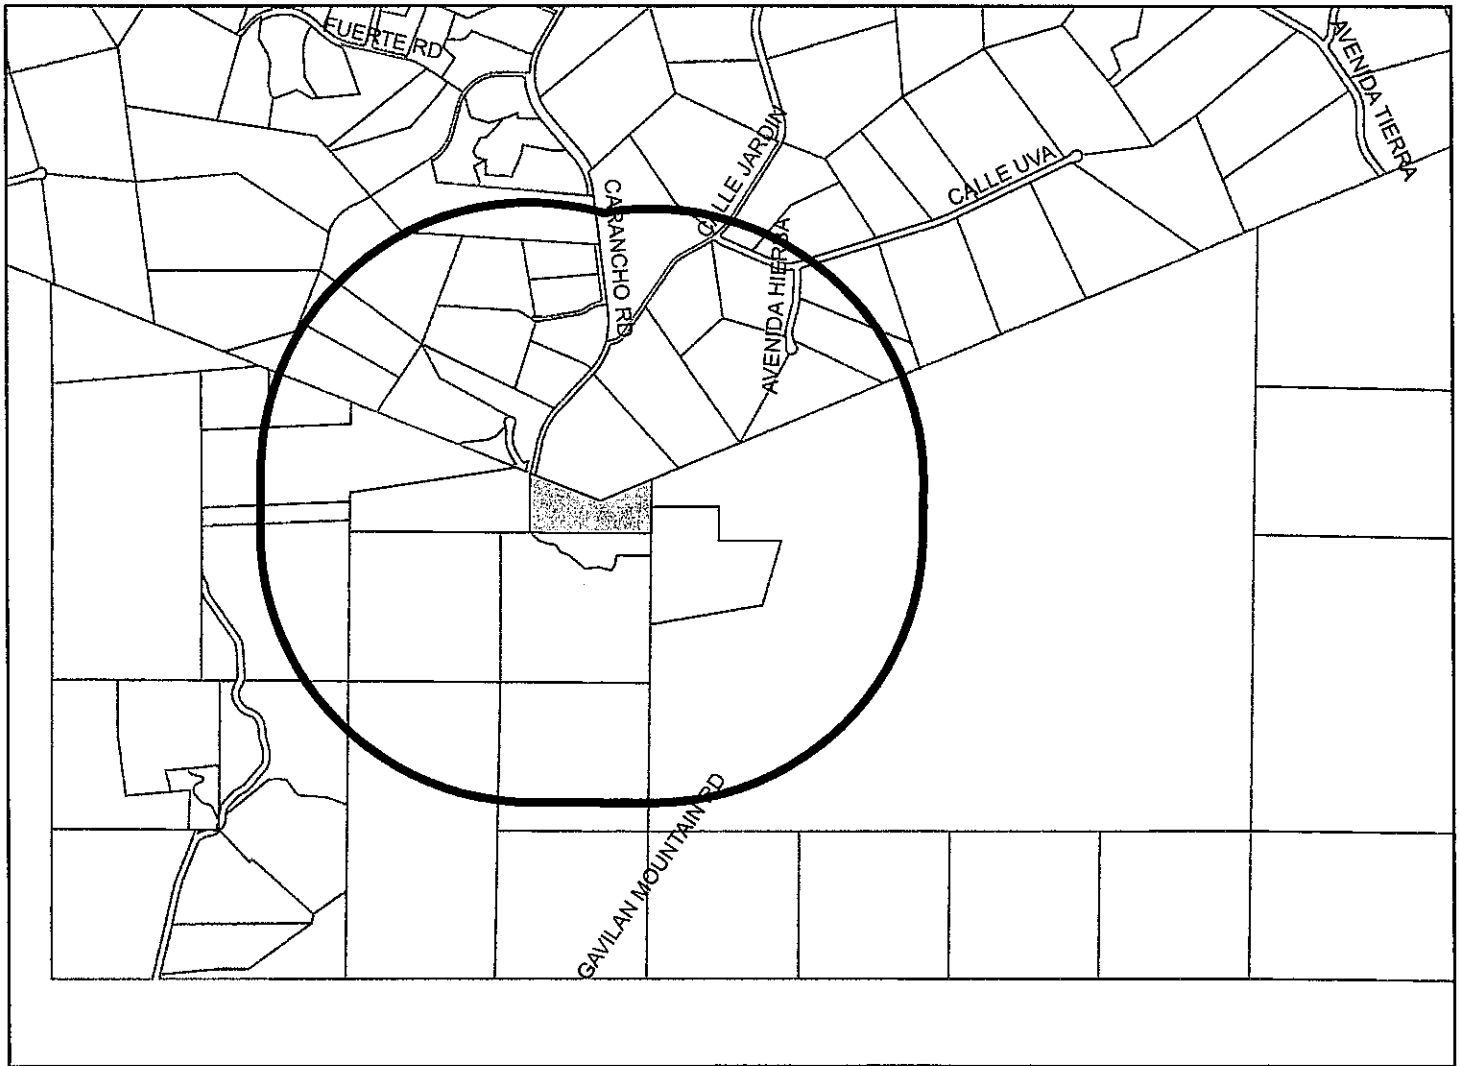 FUERTE RD
AVENIDA TIERRA
CALLE JARDIN
CALLE UVA
CARANCHO RD
AVENIDA HIERBA
GAVILAN MOUNTAIN RD